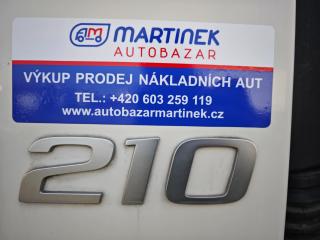 MARTINEK
AUTOBAZAR
VÝKUP PRODEJ NÁKLADNÍCH AUT
TEL.: +420 603 259 119
www.autobazarmartinek.cz
210